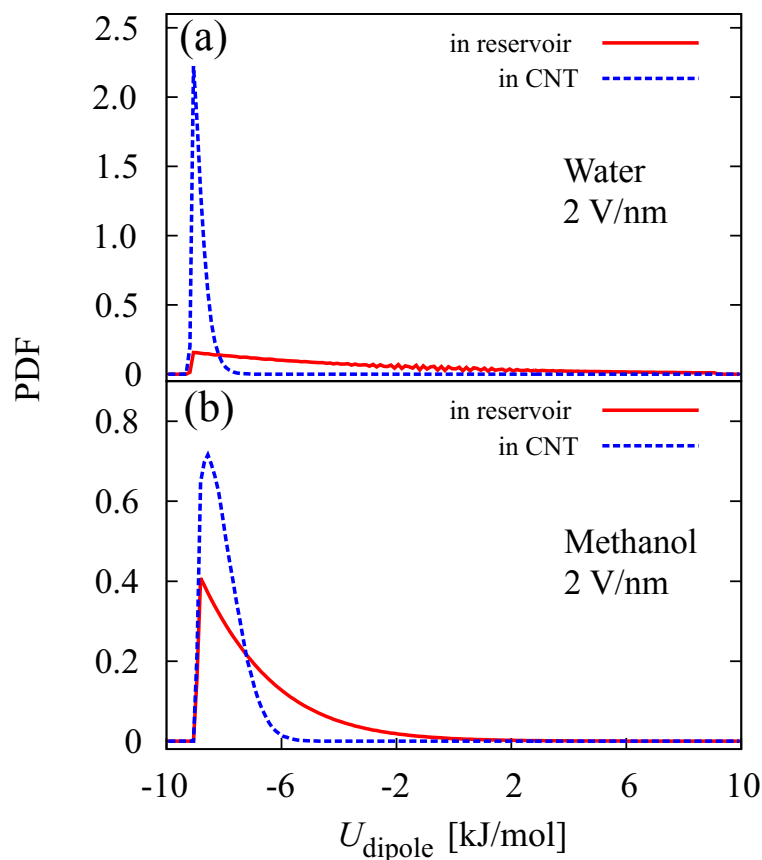 (a)
in reservoir
in CNT
Water
2 V/nm
2.5
2.0
1.5
1.0
0.5
0
PDF
(b)
in reservoir
in CNT
Methanol
2 V/nm
0.8
0.6
0.4
0.2
0
-10 -6 -2 2 6 10
U_dipole [kJ/mol]